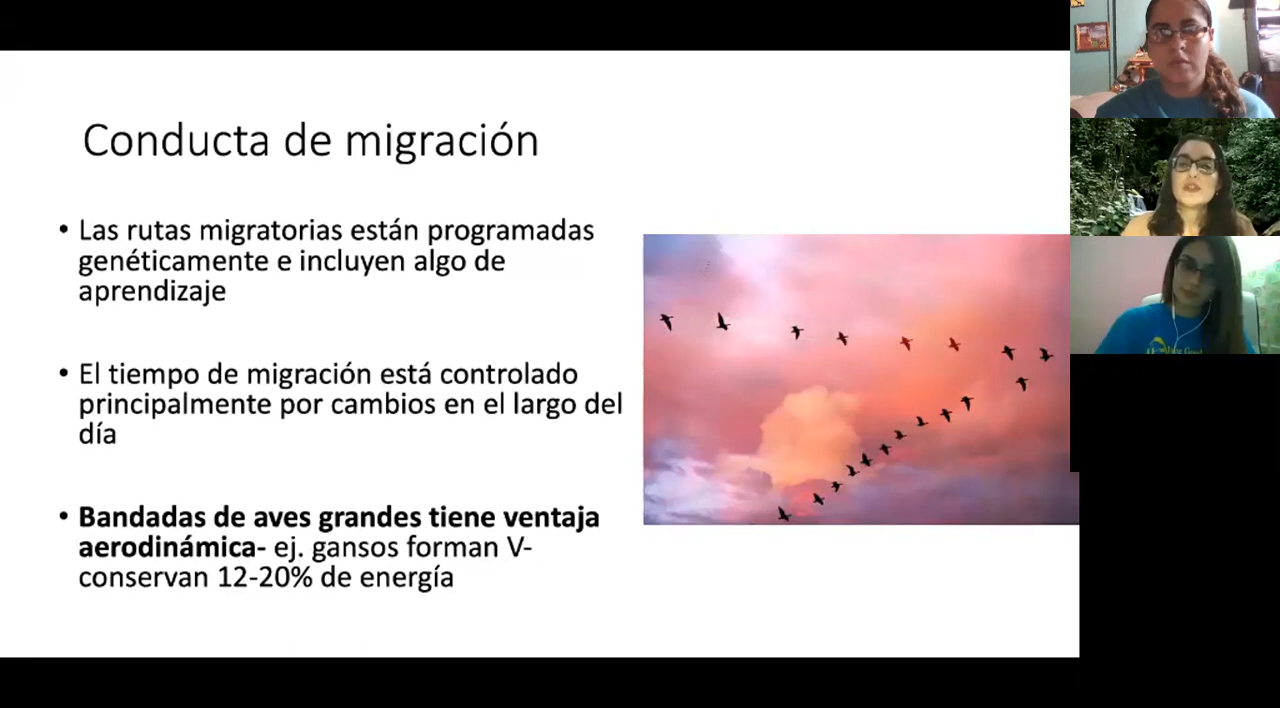 Conducta de migración
• Las rutas migratorias están programadas
genéticamente e incluyen algo de
aprendizaje
• El tiempo de migración está controlado
principalmente por cambios en el largo del
día
• Bandadas de aves grandes tiene ventaja
aerodinámica- ej. gansos forman V-
conservan 12-20% de energía